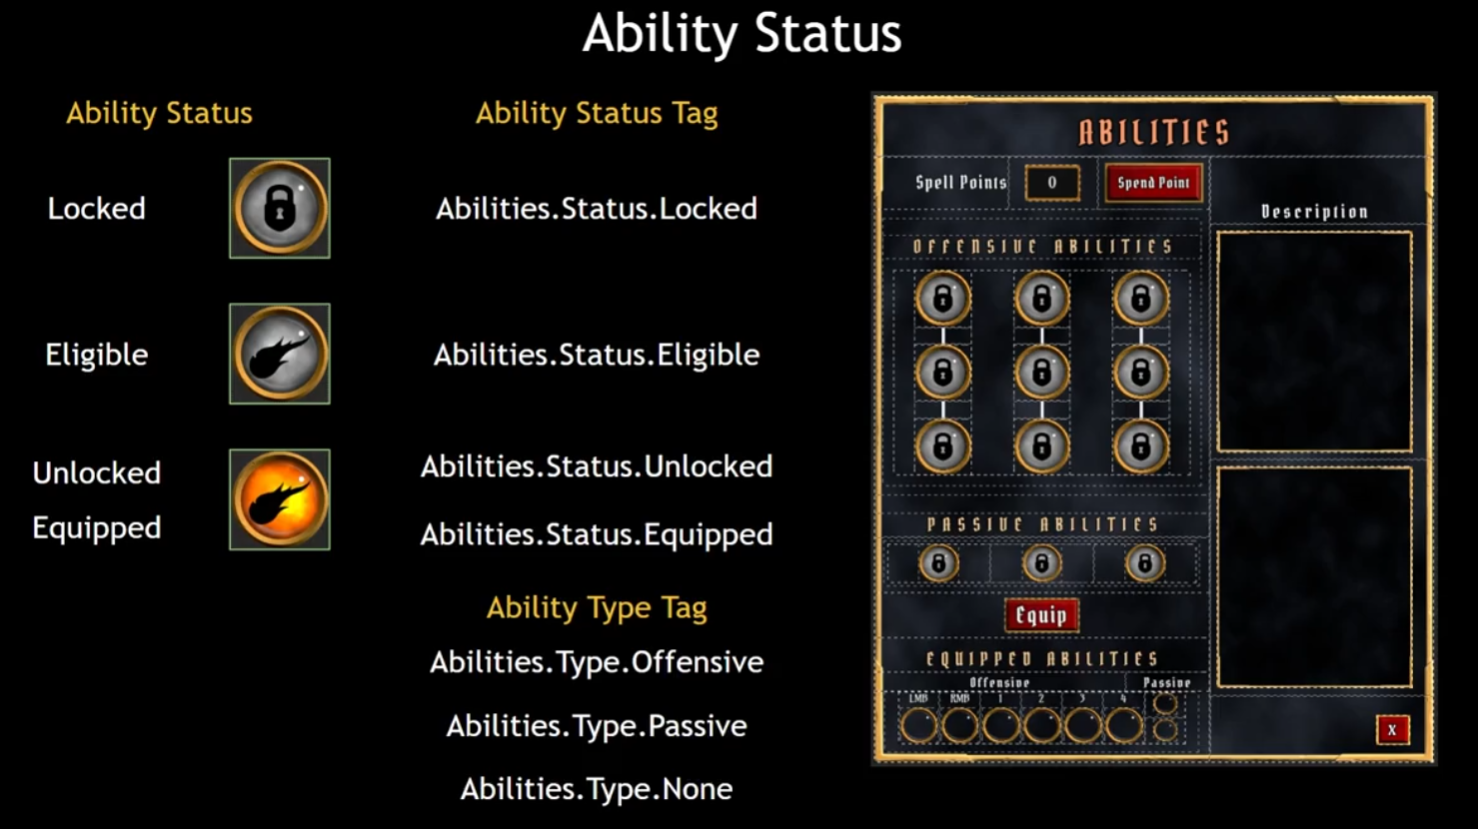 Ability Status
Ability Status
Locked
Eligible
Unlocked
Equipped
Ability Status Tag
Abilities.Status.Locked
Abilities.Status.Eligible
Abilities.Status.Unlocked
Abilities.Status.Equipped
Ability Type Tag
Abilities.Type.Offensive
Abilities.Type.Passive
Abilities.Type.None
ABILITIES
Spell Points 0 Spend Point
OFFENSIVE ABILITIES
PASSIVE ABILITIES
Equip
EQUIPPED ABILITIES
Offensive Passive
LMB RMB 1 2 3 4
Description
X